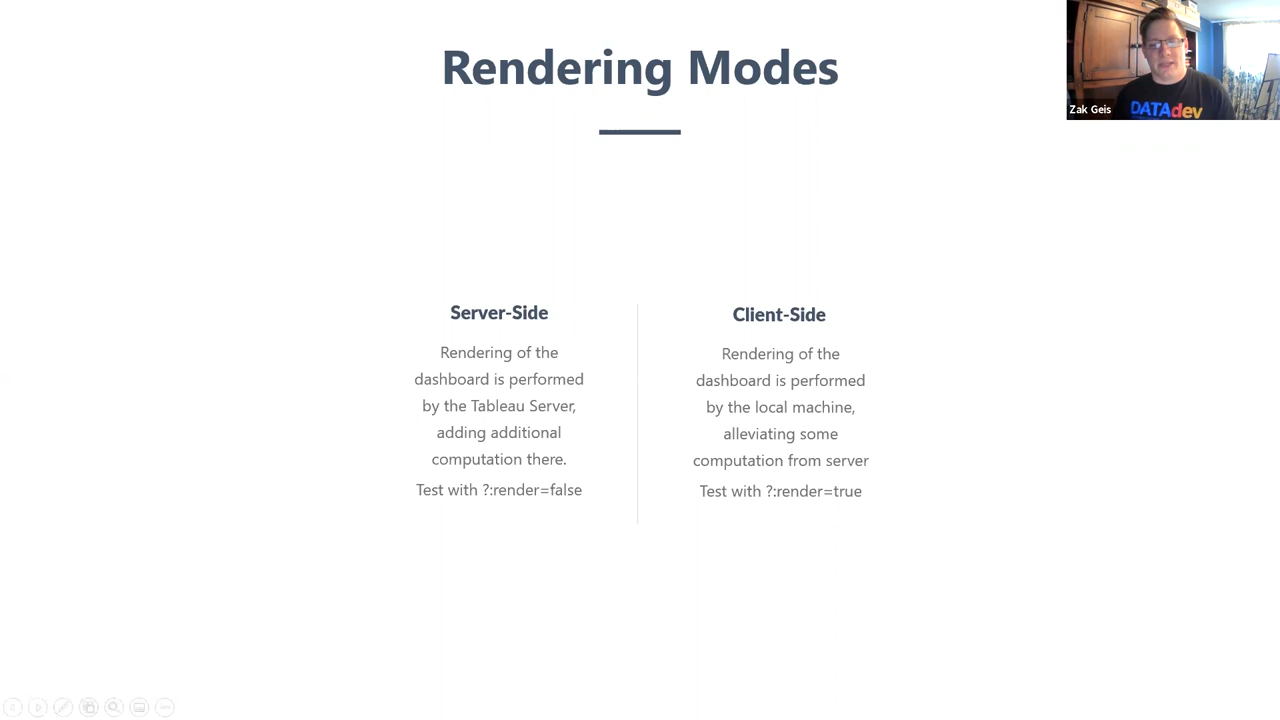 Rendering Modes
Zak Geis
DATAdev
Server-Side
Rendering of the
dashboard is performed
by the Tableau Server,
adding additional
computation there.
Test with ?:render=false
Client-Side
Rendering of the
dashboard is performed
by the local machine,
alleviating some
computation from server
Test with ?:render=true